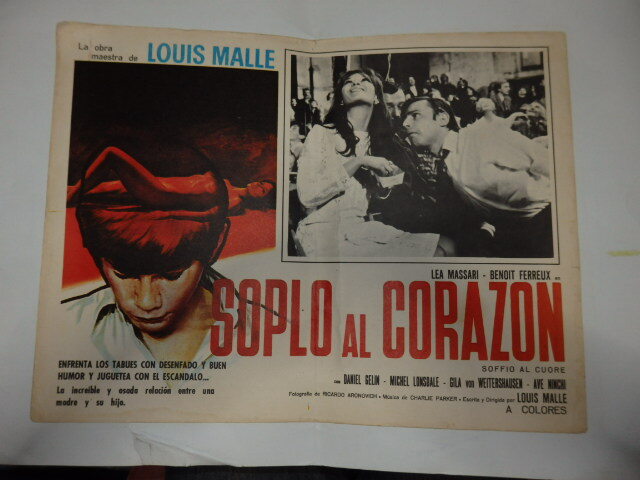 La obra
maestra de LOUIS MALLE
LEA MASSARI - BENOIT FERREUX en
SOPLO AL CORAZON
SOFFIO AL CUORE
ENFRENTA LOS TABUES CON DESENFADO Y BUEN
HUMOR Y JUGUETEA CON EL ESCANDALO...
La increíble y osada relación entre una
madre y su hijo.
con DANIEL GELIN - MICHEL LONSDALE - GILA VON WEITERSHAUSEN - AVE NINCHI
Fotografía de RICARDO ARONOVICH - Música de CHARLIE PARKER - Escrita y Dirigida por LOUIS MALLE
A COLORES